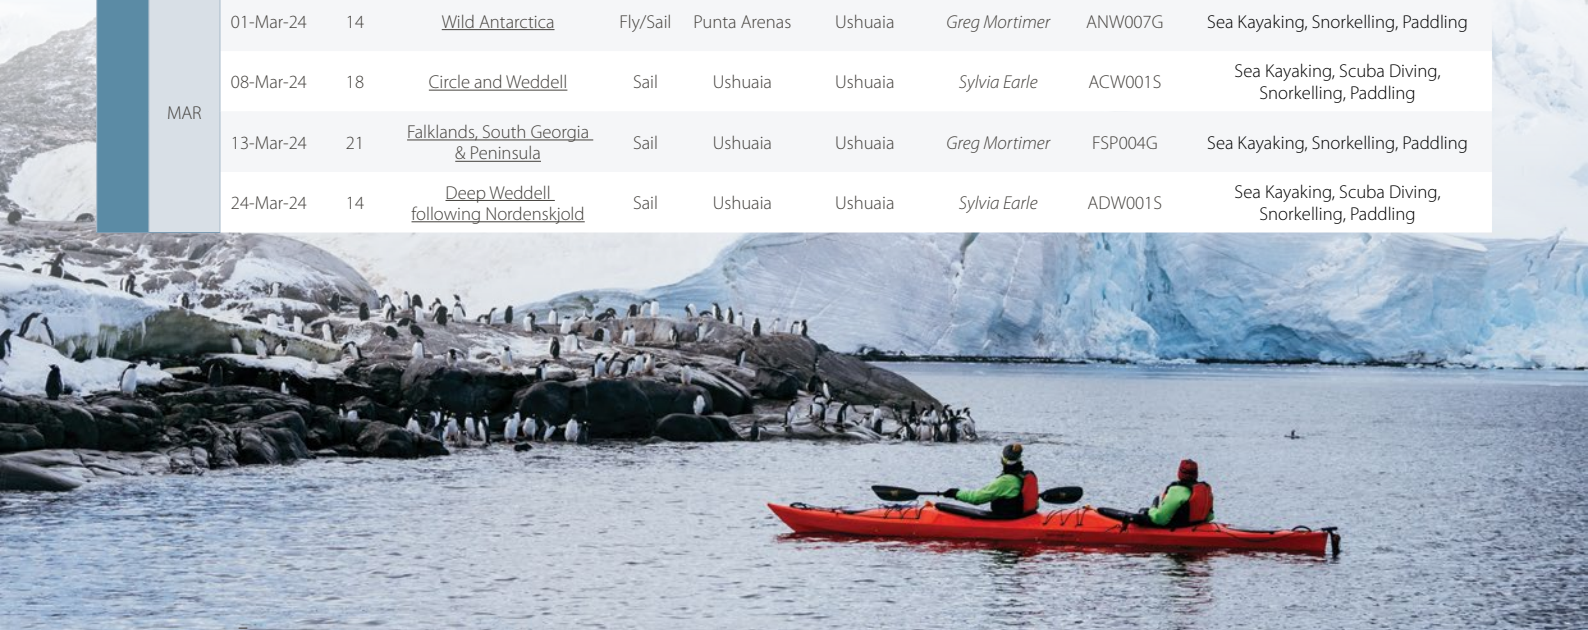 01-Mar-24 14 Wild Antarctica Fly/Sail Punta Arenas Ushuaia Greg Mortimer ANW007G Sea Kayaking, Snorkelling, Paddling
MAR
08-Mar-24 18 Circle and Weddell Sail Ushuaia Ushuaia Sylvia Earle ACW001S Sea Kayaking, Scuba Diving,
Snorkelling, Paddling
13-Mar-24 21 Falklands, South Georgia Sail Ushuaia Ushuaia Greg Mortimer FSP004G Sea Kayaking, Snorkelling, Paddling
& Peninsula
24-Mar-24 14 Deep Weddell Sail Ushuaia Ushuaia Sylvia Earle ADW001S Sea Kayaking, Scuba Diving,
following Nordenskjold Snorkelling, Paddling